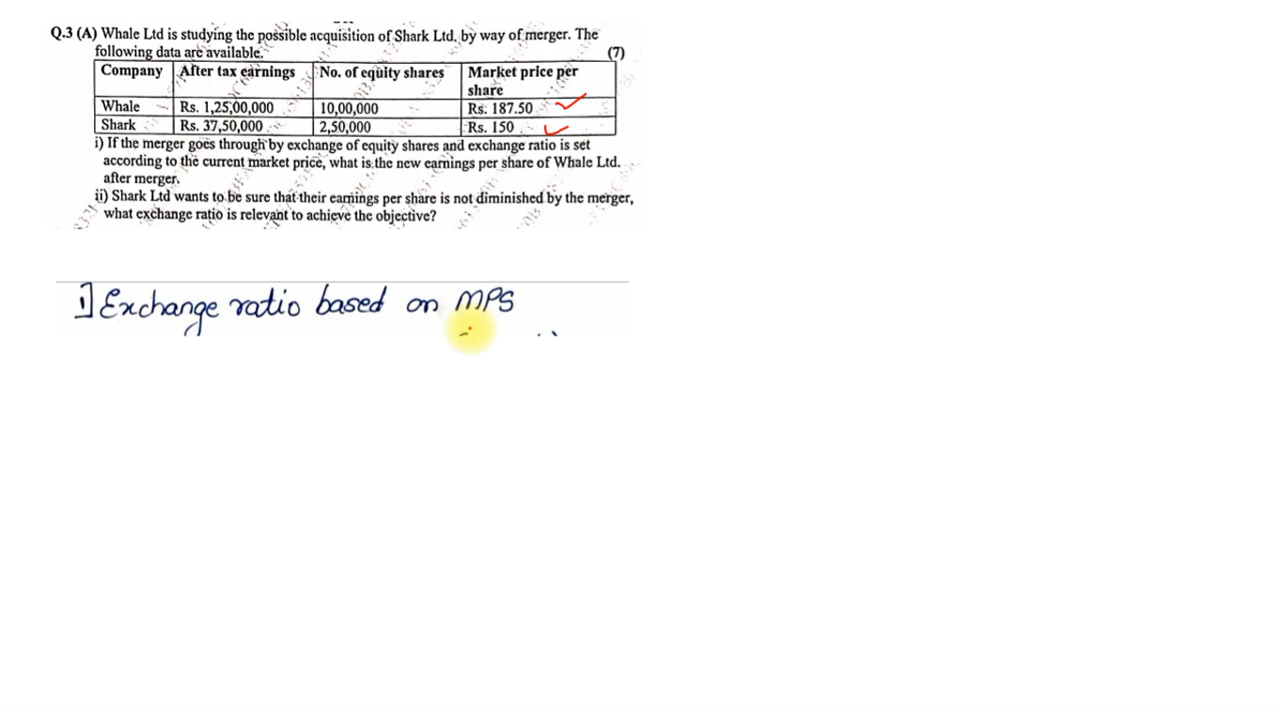 Q.3 (A) Whale Ltd is studying the possible acquisition of Shark Ltd. by way of merger. The
following data are available. (7)
Company After tax earnings No. of equity shares Market price per
share
Whale Rs. 1,25,00,000 10,00,000 Rs. 187.50
Shark Rs. 37,50,000 2,50,000 Rs. 150
i) If the merger goes through by exchange of equity shares and exchange ratio is set
according to the current market price, what is the new earnings per share of Whale Ltd.
after merger.
ii) Shark Ltd wants to be sure that their earnings per share is not diminished by the merger,
what exchange ratio is relevant to achieve the objective?
i] Exchange ratio based on MPS